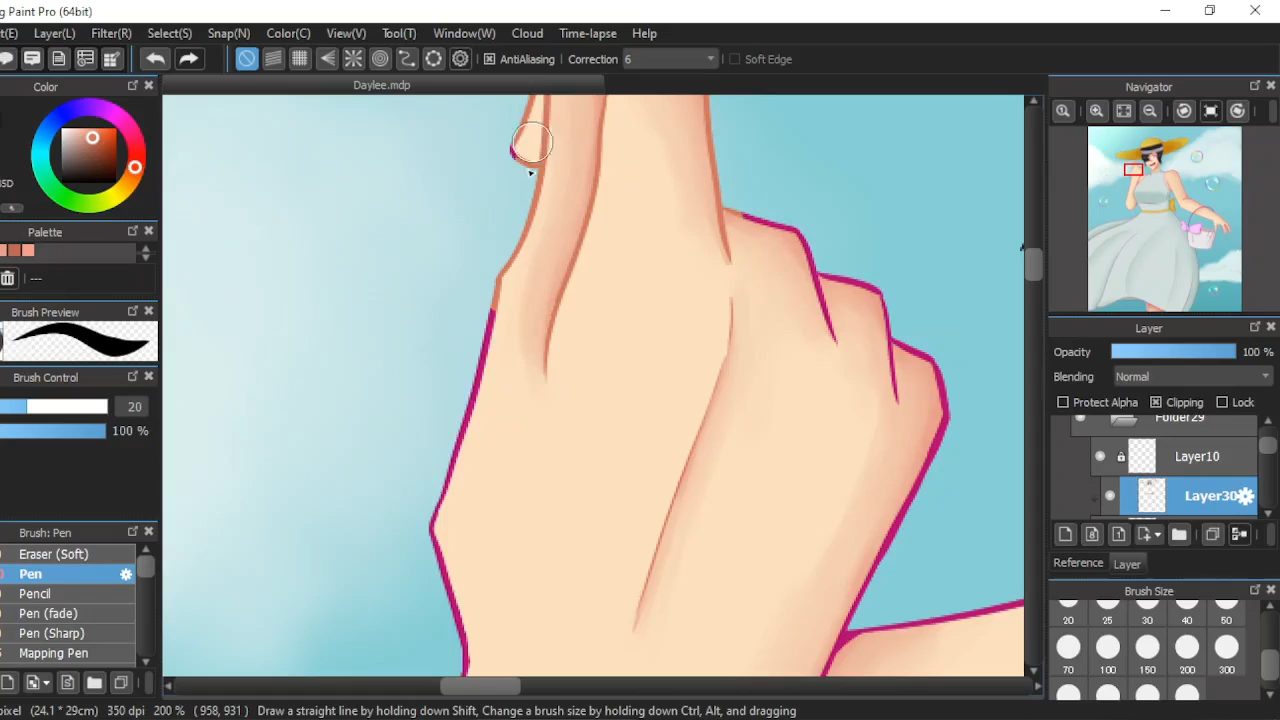 ng Paint Pro (64bit)
t(E) Layer(L) Filter(R) Select(S) Snap(N) Color(C) View(V) Tool(T) Window(W) Cloud Time-lapse Help
AntiAliasing Correction 6 Soft Edge
Color
Daylee.mdp
Navigator
Palette
---
Brush Preview
Layer
Opacity 100 %
Blending Normal
Brush Control
20
Protect Alpha Clipping Lock
100 %
Folder29
Layer10
Layer30
Brush: Pen
Eraser (Soft)
Pen
Pencil
Pen (fade)
Pen (Sharp)
Mapping Pen
Reference Layer
Brush Size
20 25 30 40 50
70 100 150 200 300
pixel (24.1 * 29cm) 350 dpi 200 % ( 958, 931 ) Draw a straight line by holding down Shift, Change a brush size by holding down Ctrl, Alt, and dragging